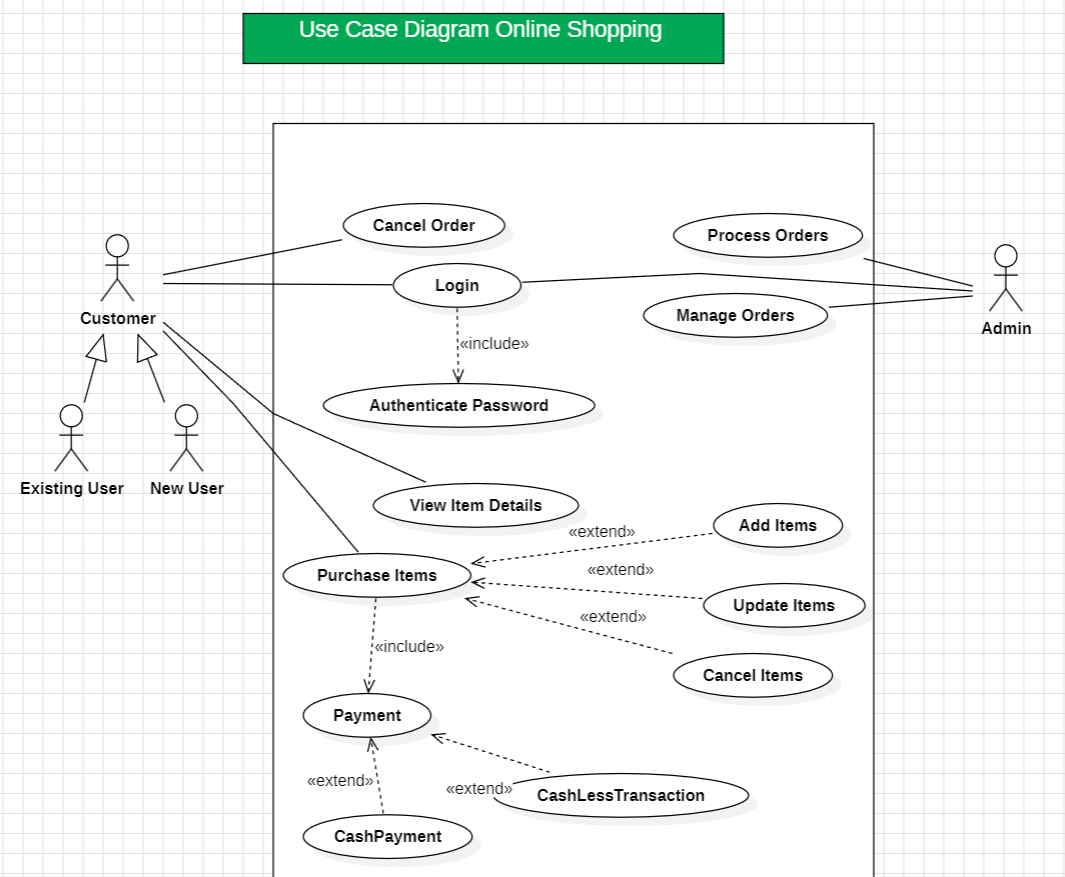 Use Case Diagram Online Shopping
Cancel Order
Process Orders
Login
Manage Orders
Customer
Admin
«include»
Authenticate Password
Existing User
New User
View Item Details
Add Items
«extend»
Purchase Items
«extend»
Update Items
«extend»
«include»
Cancel Items
Payment
«extend»
«extend»
CashLessTransaction
CashPayment